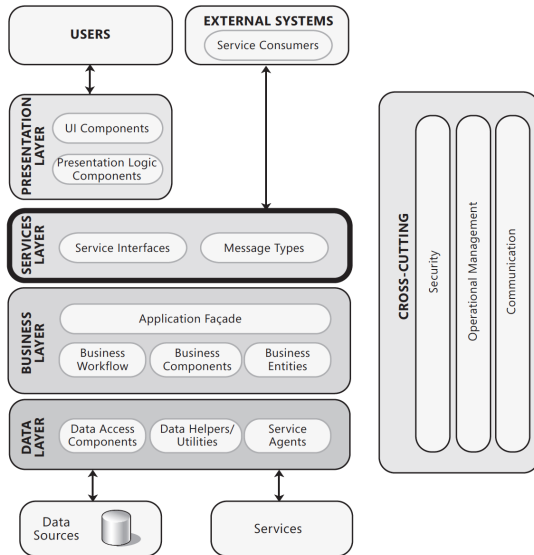 USERS
EXTERNAL SYSTEMS
Service Consumers
PRESENTATION
LAYER
UI Components
Presentation Logic
Components
SERVICES
LAYER
Service Interfaces
Message Types
BUSINESS
LAYER
Application Façade
Business
Workflow
Business
Components
Business
Entities
DATA
LAYER
Data Access
Components
Data Helpers/
Utilities
Service
Agents
Data
Sources
Services
CROSS-CUTTING
Security
Operational Management
Communication